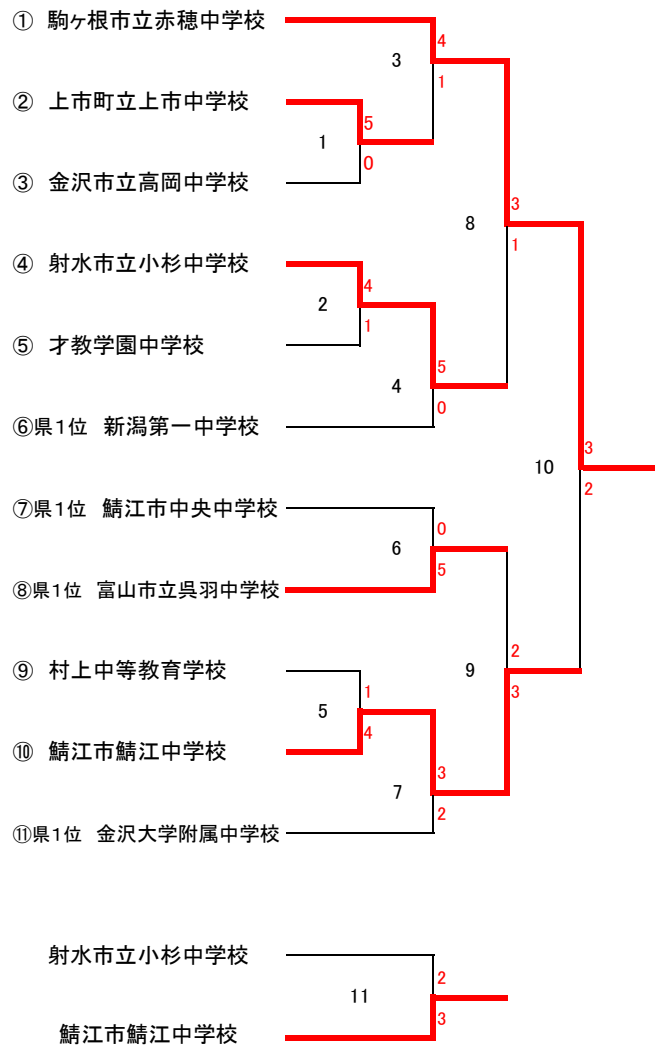 ① 駒ヶ根市立赤穂中学校
4
3
1
② 上市町立上市中学校
5
1
0
③ 金沢市立高岡中学校
3
8
1
④ 射水市立小杉中学校
4
2
1
⑤ 才教学園中学校
5
4
0
⑥県1位 新潟第一中学校
3
10
2
⑦県1位 鯖江市中央中学校
0
6
5
⑧県1位 富山市立呉羽中学校
2
9
3
⑨ 村上中等教育学校
1
5
4
⑩ 鯖江市鯖江中学校
3
7
2
⑪県1位 金沢大学附属中学校
射水市立小杉中学校
2
11
3
鯖江市鯖江中学校